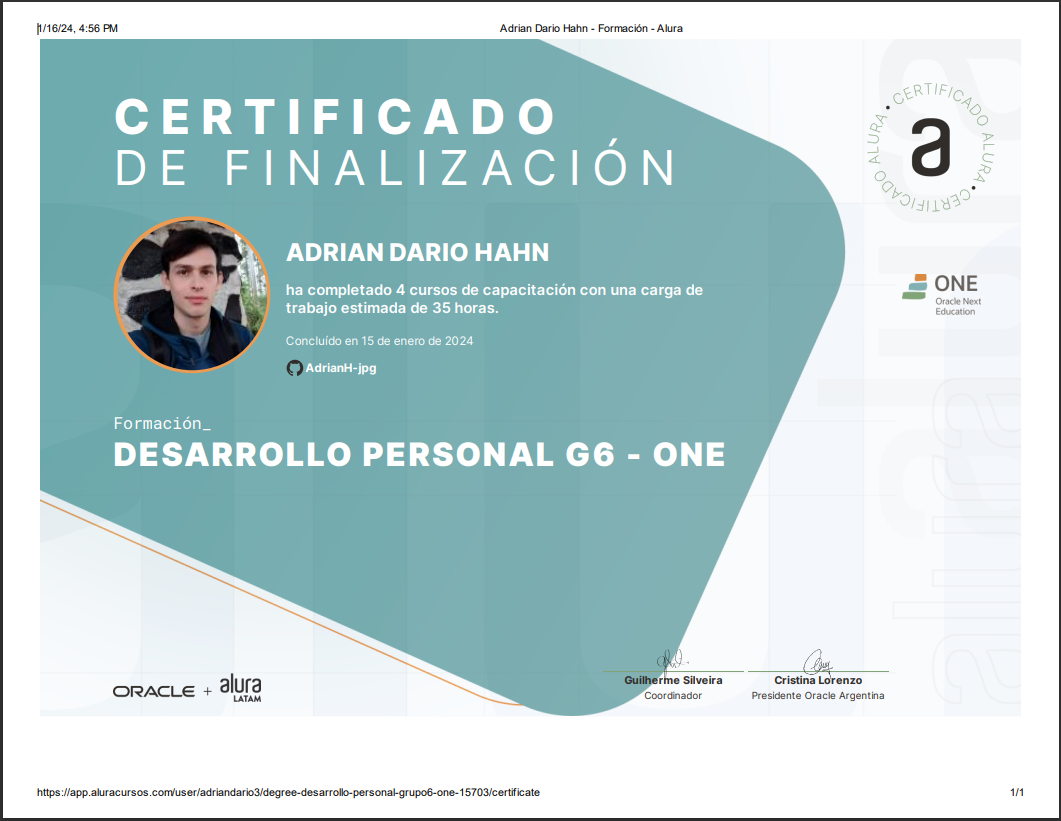 1/16/24, 4:56 PM
Adrian Dario Hahn - Formación - Alura
CERTIFICADO
DE FINALIZACIÓN
CERTIFICADO ALURA • CERTIFICADO ALURA •
a
ADRIAN DARIO HAHN
ha completado 4 cursos de capacitación con una carga de
trabajo estimada de 35 horas.
Concluído en 15 de enero de 2024
AdrianH-jpg
ONE
Oracle Next
Education
Formación_
DESARROLLO PERSONAL G6 - ONE
alura
ORACLE + alura
LATAM
Guilherme Silveira
Coordinador
Cristina Lorenzo
Presidente Oracle Argentina
https://app.aluracursos.com/user/adriandario3/degree-desarrollo-personal-grupo6-one-15703/certificate
1/1